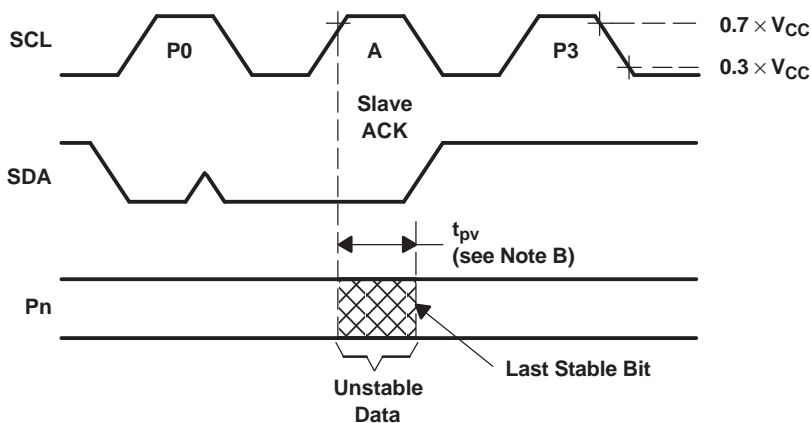 SCL
P0
A
P3
0.7 × VCC
0.3 × VCC
Slave
ACK
SDA
tpv
(see Note B)
Pn
Last Stable Bit
Unstable
Data